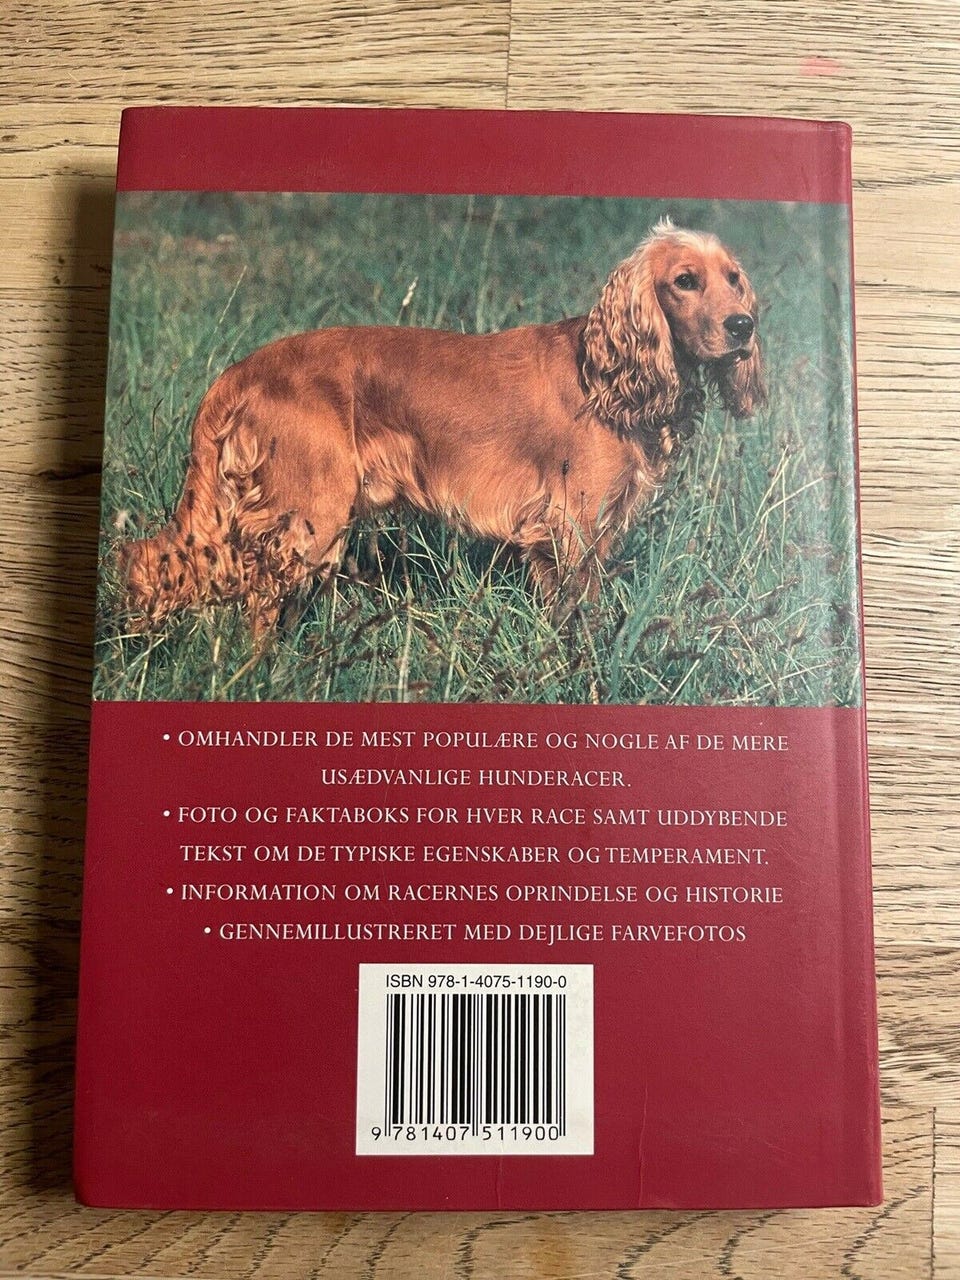 • OMHANDLER DE MEST POPULÆRE OG NOGLE AF DE MERE
USÆDVANLIGE HUNDERACER.
• FOTO OG FAKTABOKS FOR HVER RACE SAMT UDDYBENDE
TEKST OM DE TYPISKE EGENSKABER OG TEMPERAMENT.
• INFORMATION OM RACERNES OPRINDELSE OG HISTORIE
• GENNEMILLUSTRERET MED DEJLIGE FARVEFOTOS
ISBN 978-1-4075-1190-0
9 781407 511900